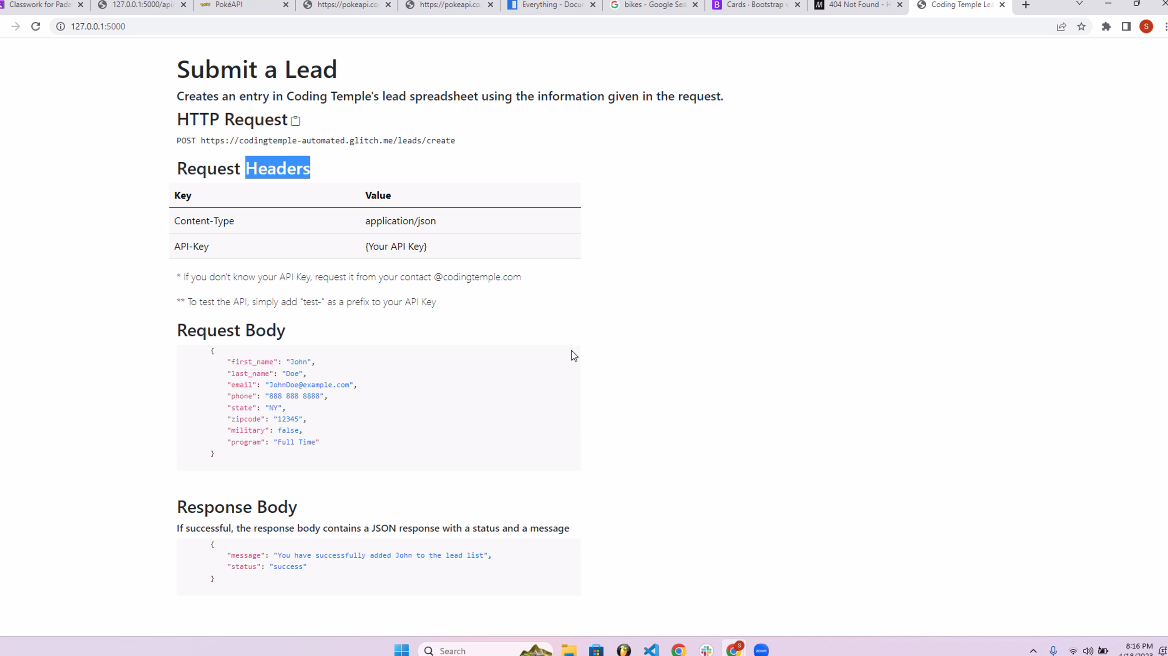 Classwork for Pado
127.0.0.1:5000/api/
PokéAPI
https://pokeapi.co
https://pokeapi.co
Everything - Docum
bikes - Google Sea
Cards · Bootstrap v
404 Not Found - H
Coding Temple Lea
127.0.0.1:5000
S
Submit a Lead
Creates an entry in Coding Temple's lead spreadsheet using the information given in the request.
HTTP Request
POST https://codingtemple-automated.glitch.me/leads/create
Request Headers
Key Value
Content-Type application/json
API-Key {Your API Key}
* If you don't know your API Key, request it from your contact @codingtemple.com
** To test the API, simply add "test-" as a prefix to your API Key
Request Body
{
"first_name": "John",
"last_name": "Doe",
"email": "JohnDoe@example.com",
"phone": "888 888 8888",
"state": "NY",
"zipcode": "12345",
"military": false,
"program": "Full Time"
}
Response Body
If successful, the response body contains a JSON response with a status and a message
{
"message": "You have successfully added John to the lead list",
"status": "success"
}
Search
zoom
8:16 PM